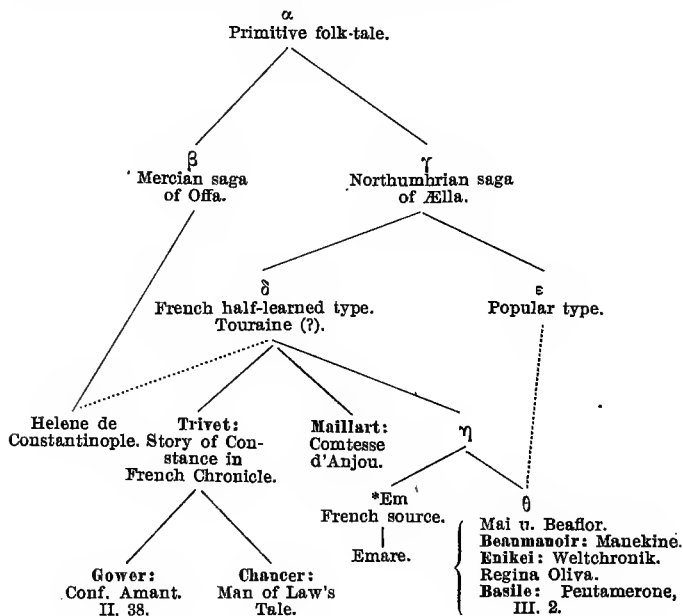 α
Primitive folk-tale.
β
Mercian saga
of Offa.
γ
Northumbrian saga
of Ælla.
δ
French half-learned type.
Touraine (?).
ε
Popular type.
Helene de
Constantinople.
Trivet:
Story of Con-
stance in
French Chronicle.
Maillart:
Comtesse
d'Anjou.
η
*Em
French source.
Emare.
θ
Mai u. Beaflor.
Beaumanoir: Manekine.
Enikel: Weltchronik.
Regina Oliva.
Basile: Pentamerone,
III. 2.
Gower:
Conf. Amant.
II. 38.
Chaucer:
Man of Law's
Tale.